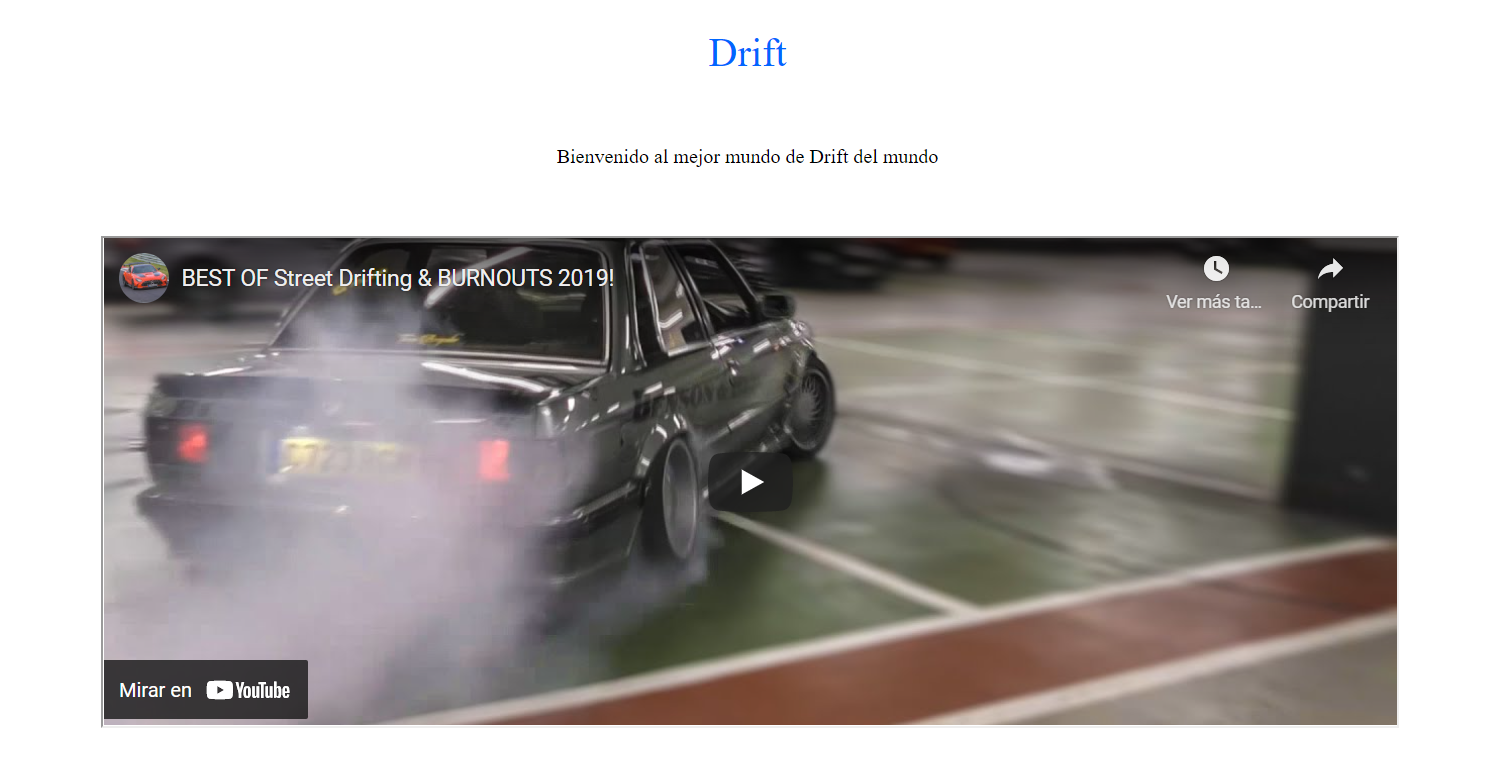 Drift
Bienvenido al mejor mundo de Drift del mundo
BEST OF Street Drifting & BURNOUTS 2019!
Ver más ta...
Compartir
Mirar en YouTube